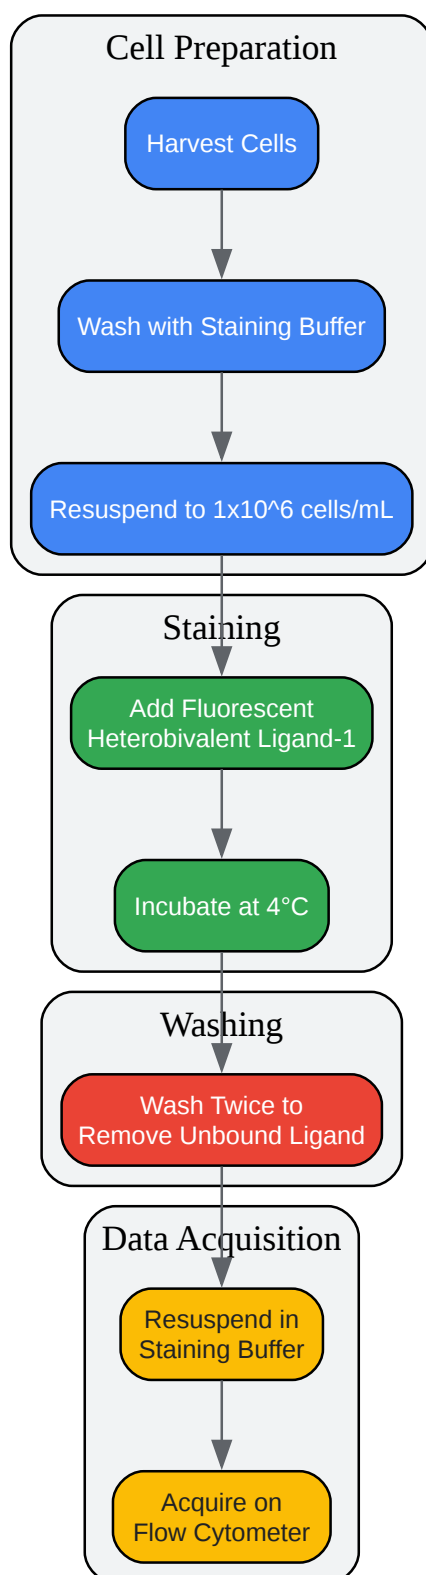 Cell Preparation
Harvest Cells
Wash with Staining Buffer
Resuspend to 1x10^6 cells/mL
Staining
Add Fluorescent
Heterobivalent Ligand-1
Incubate at 4°C
Washing
Wash Twice to
Remove Unbound Ligand
Data Acquisition
Resuspend in
Staining Buffer
Acquire on
Flow Cytometer